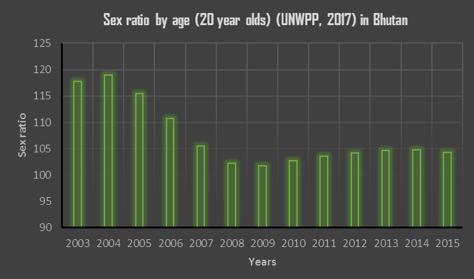 Sex ratio by age (20 year olds) (UNWPP, 2017) in Bhutan
125
120
115
110
105
100
95
90
Sex ratio
2003 2004 2005 2006 2007 2008 2009 2010 2011 2012 2013 2014 2015
Years